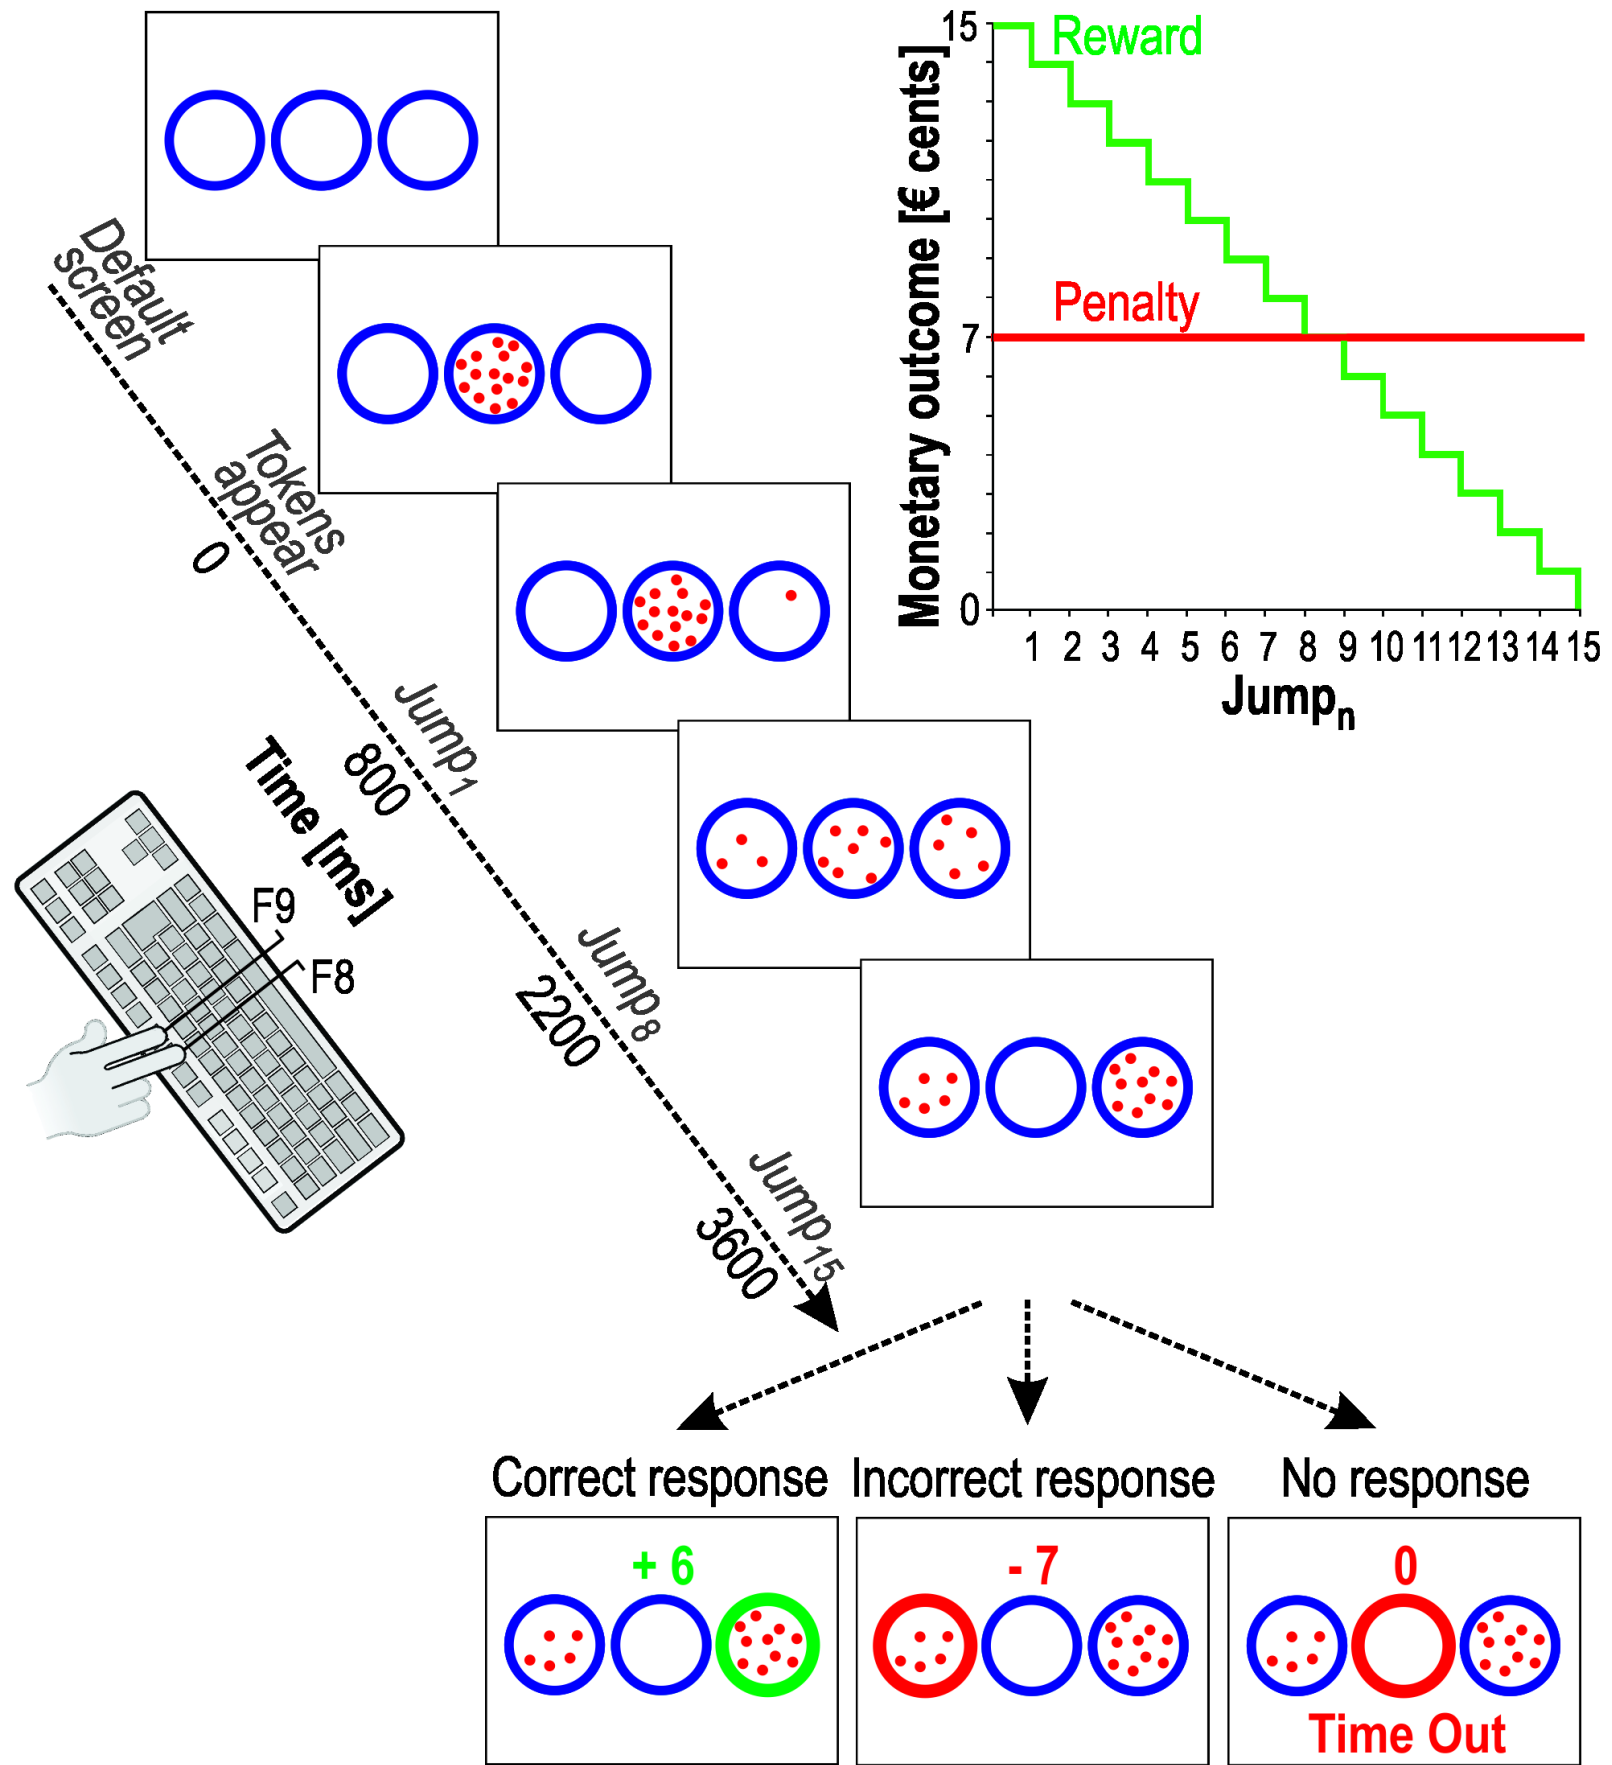 15
Reward
Monetary outcome [€ cents]
Penalty
7
0
1 2 3 4 5 6 7 8 9 10 11 12 13 14 15
Jumpn
Default
screen
Tokens
appear
0
Jump1
800
Time [ms]
F9
F8
Jump8
2200
Jump15
3600
Correct response
Incorrect response
No response
+ 6
- 7
0
Time Out